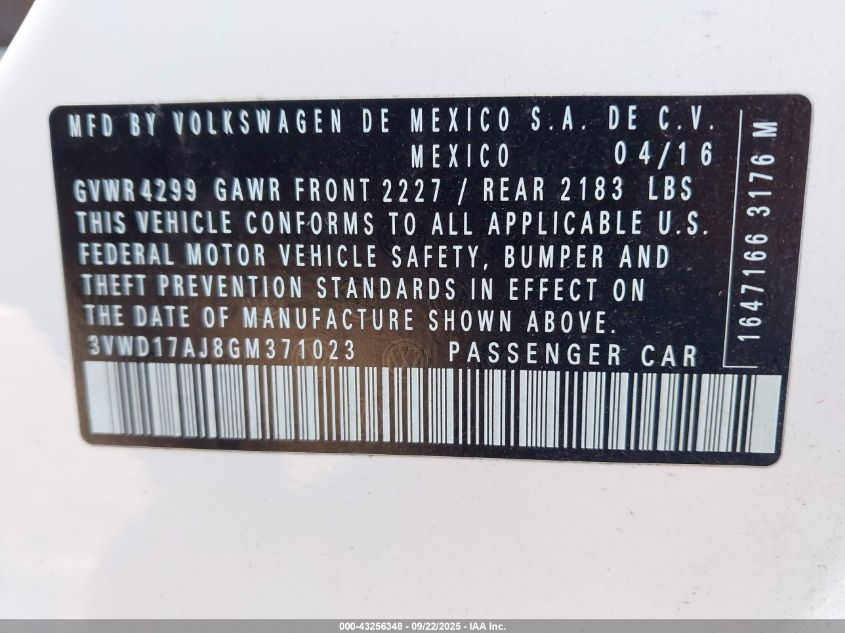 MFD BY VOLKSWAGEN DE MEXICO S.A. DE C.V.
MEXICO 04/16
GVWR 4299 GAWR FRONT 2227 / REAR 2183 LBS
THIS VEHICLE CONFORMS TO ALL APPLICABLE U.S.
FEDERAL MOTOR VEHICLE SAFETY, BUMPER AND
THEFT PREVENTION STANDARDS IN EFFECT ON
THE DATE OF MANUFACTURE SHOWN ABOVE.
3VWD17AJ8GM371023 PASSENGER CAR
1647166 3176 M
000-43256348 | 09/22/2025 | IAA Inc.